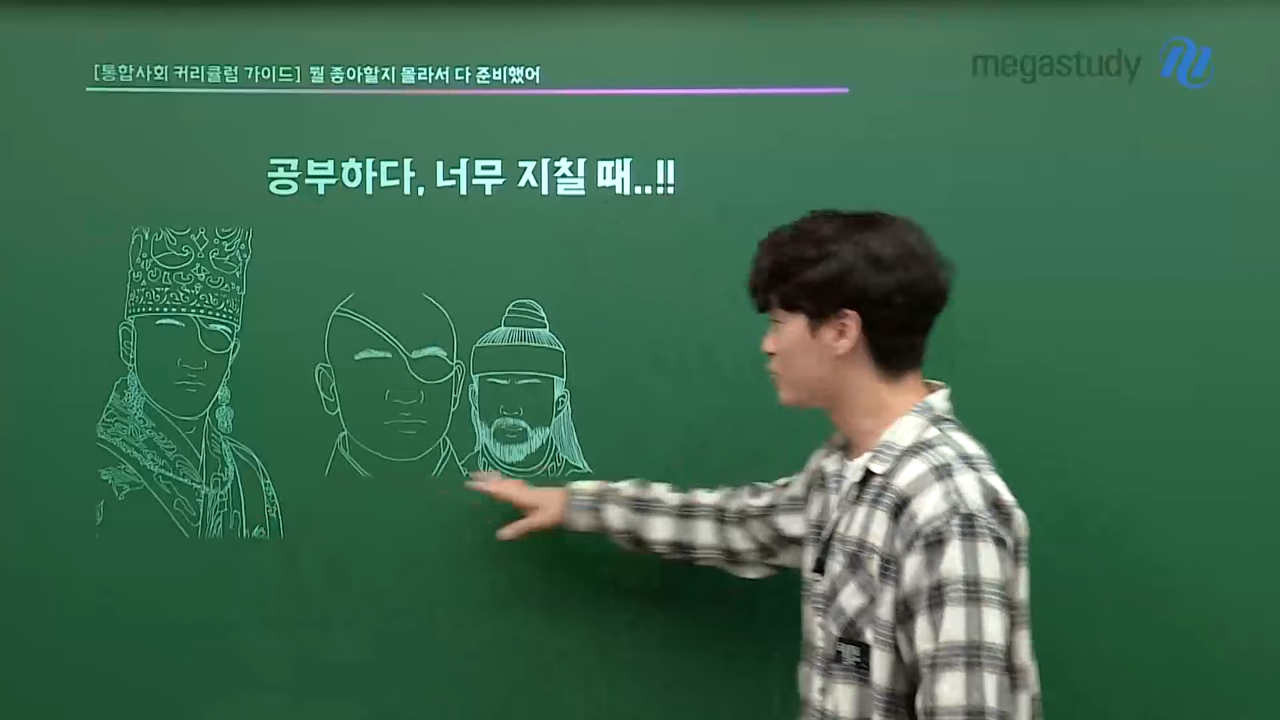 [통합사회 커리큘럼 가이드] 뭘 좋아할지 몰라서 다 준비했어
megastudy
공부하다, 너무 지칠 때..!!